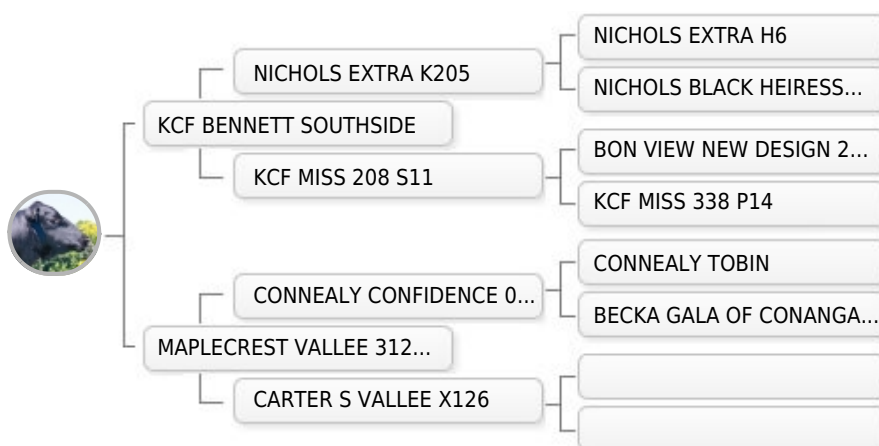 NICHOLS EXTRA H6
NICHOLS EXTRA K205
NICHOLS BLACK HEIRESS...
KCF BENNETT SOUTHSIDE
BON VIEW NEW DESIGN 2...
KCF MISS 208 S11
KCF MISS 338 P14
CONNEALY TOBIN
CONNEALY CONFIDENCE 0...
BECKA GALA OF CONANGA...
MAPLECREST VALLEE 312...
CARTER S VALLEE X126